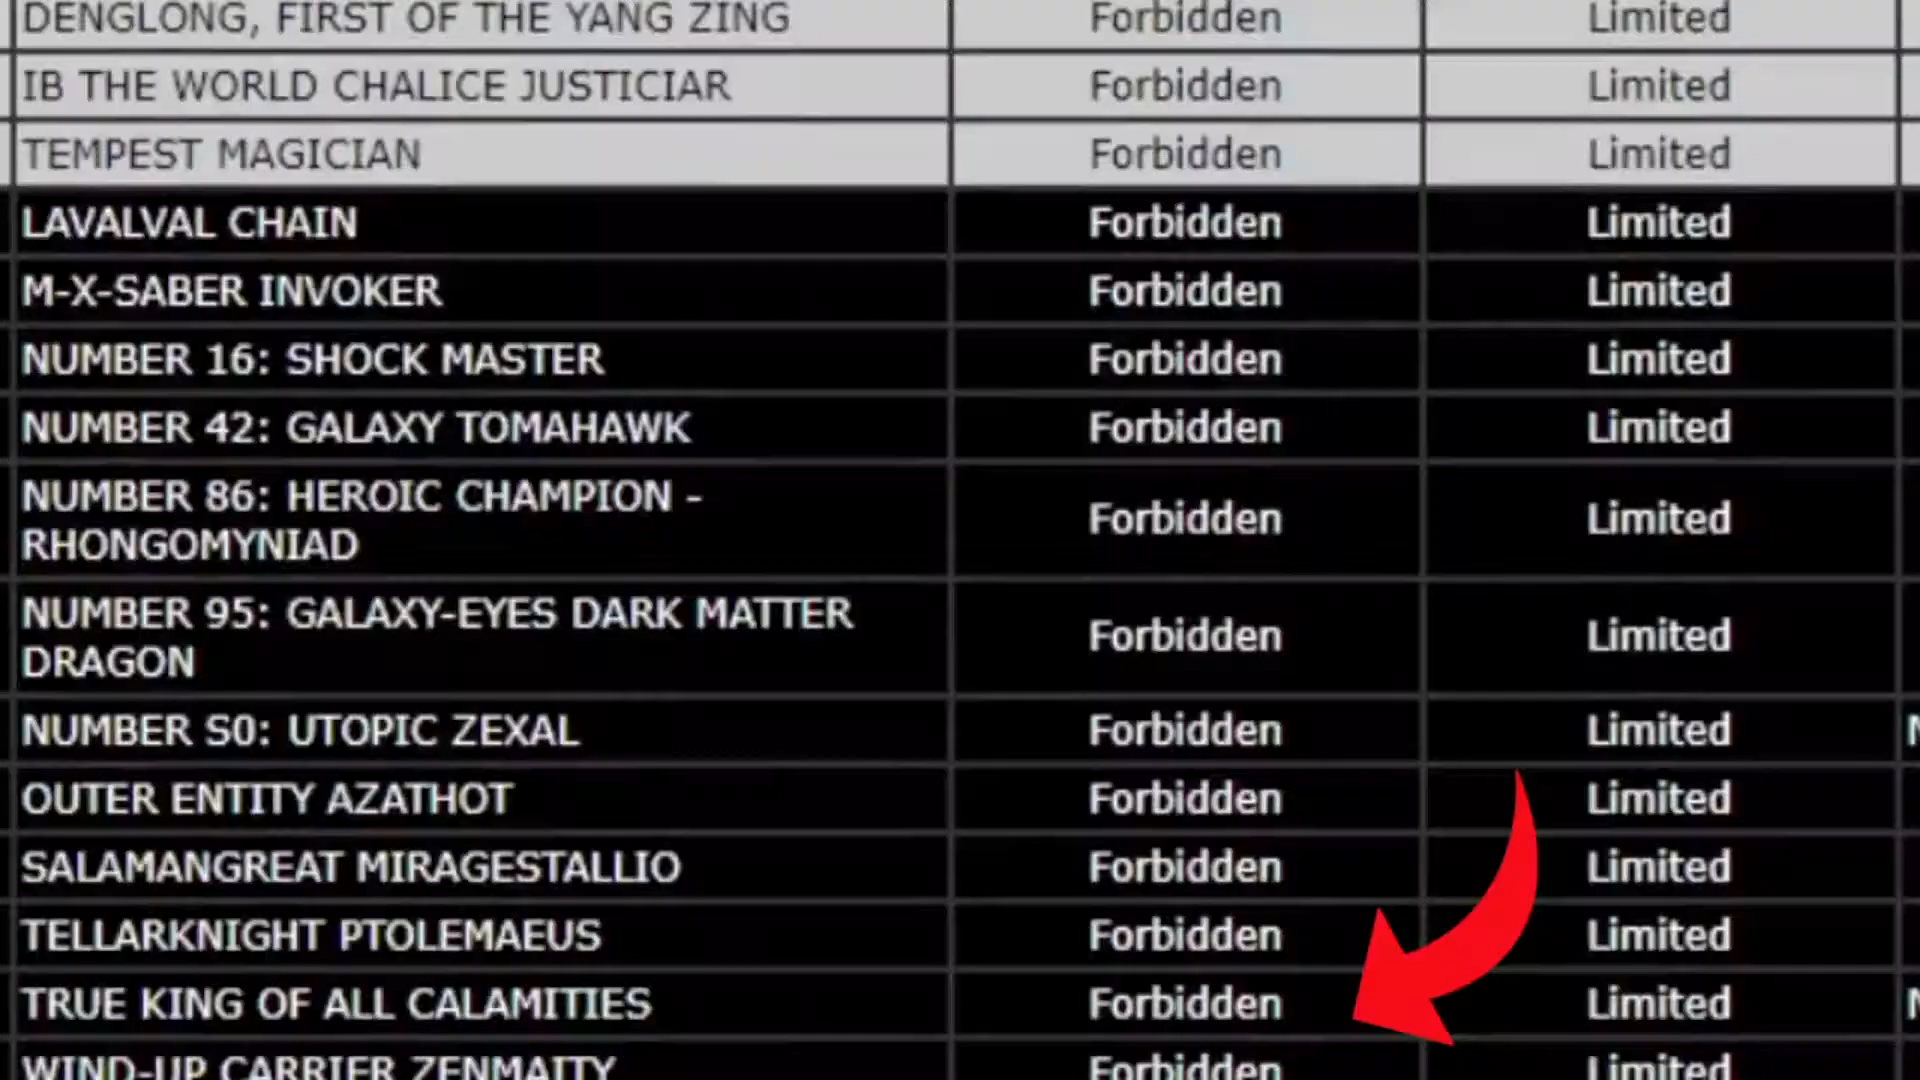 DENGLONG, FIRST OF THE YANG ZING Forbidden Limited
IB THE WORLD CHALICE JUSTICIAR Forbidden Limited
TEMPEST MAGICIAN Forbidden Limited
LAVALVAL CHAIN Forbidden Limited
M-X-SABER INVOKER Forbidden Limited
NUMBER 16: SHOCK MASTER Forbidden Limited
NUMBER 42: GALAXY TOMAHAWK Forbidden Limited
NUMBER 86: HEROIC CHAMPION -
RHONGOMYNIAD Forbidden Limited
NUMBER 95: GALAXY-EYES DARK MATTER
DRAGON Forbidden Limited
NUMBER S0: UTOPIC ZEXAL Forbidden Limited
OUTER ENTITY AZATHOT Forbidden Limited
SALAMANGREAT MIRAGESTALLIO Forbidden Limited
TELLARKNIGHT PTOLEMAEUS Forbidden Limited
TRUE KING OF ALL CALAMITIES Forbidden Limited
WIND-UP CARRIER ZENMAITY Forbidden Limited